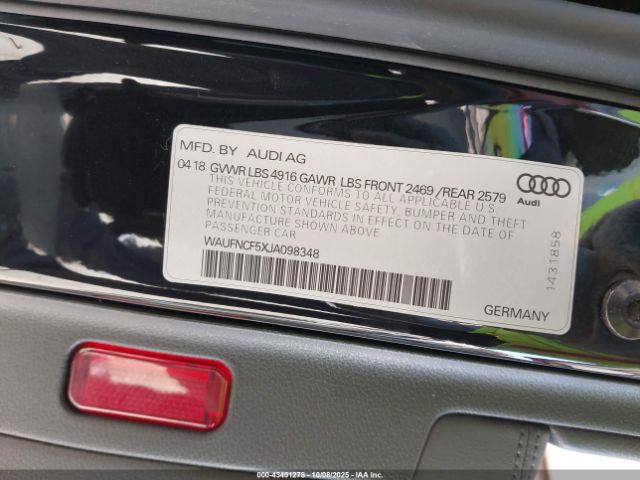 MFD. BY AUDI AG
04 18 GVWR LBS 4916 GAWR LBS FRONT 2469 /REAR 2579
THIS VEHICLE CONFORMS TO ALL APPLICABLE U.S
FEDERAL MOTOR VEHICLE SAFETY, BUMPER AND THEFT
PREVENTION STANDARDS IN EFFECT ON THE DATE OF
MANUFACTURE SHOWN ABOVE
PASSENGER CAR
WAUFNCF5XJA098348
Audi
1431858
GERMANY
000-43401278 - 10/08/2025 - IAAI.COM